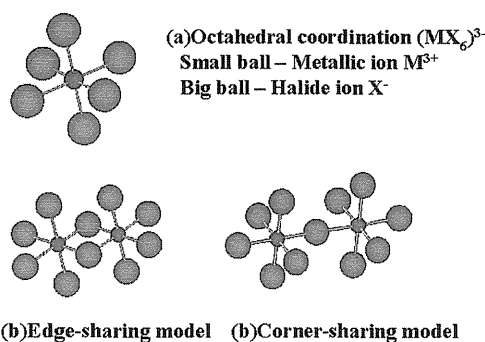 (a)Octahedral coordination (MX₆)³⁻
Small ball – Metallic ion M³⁺
Big ball – Halide ion X⁻
(b)Edge-sharing model (b)Corner-sharing model